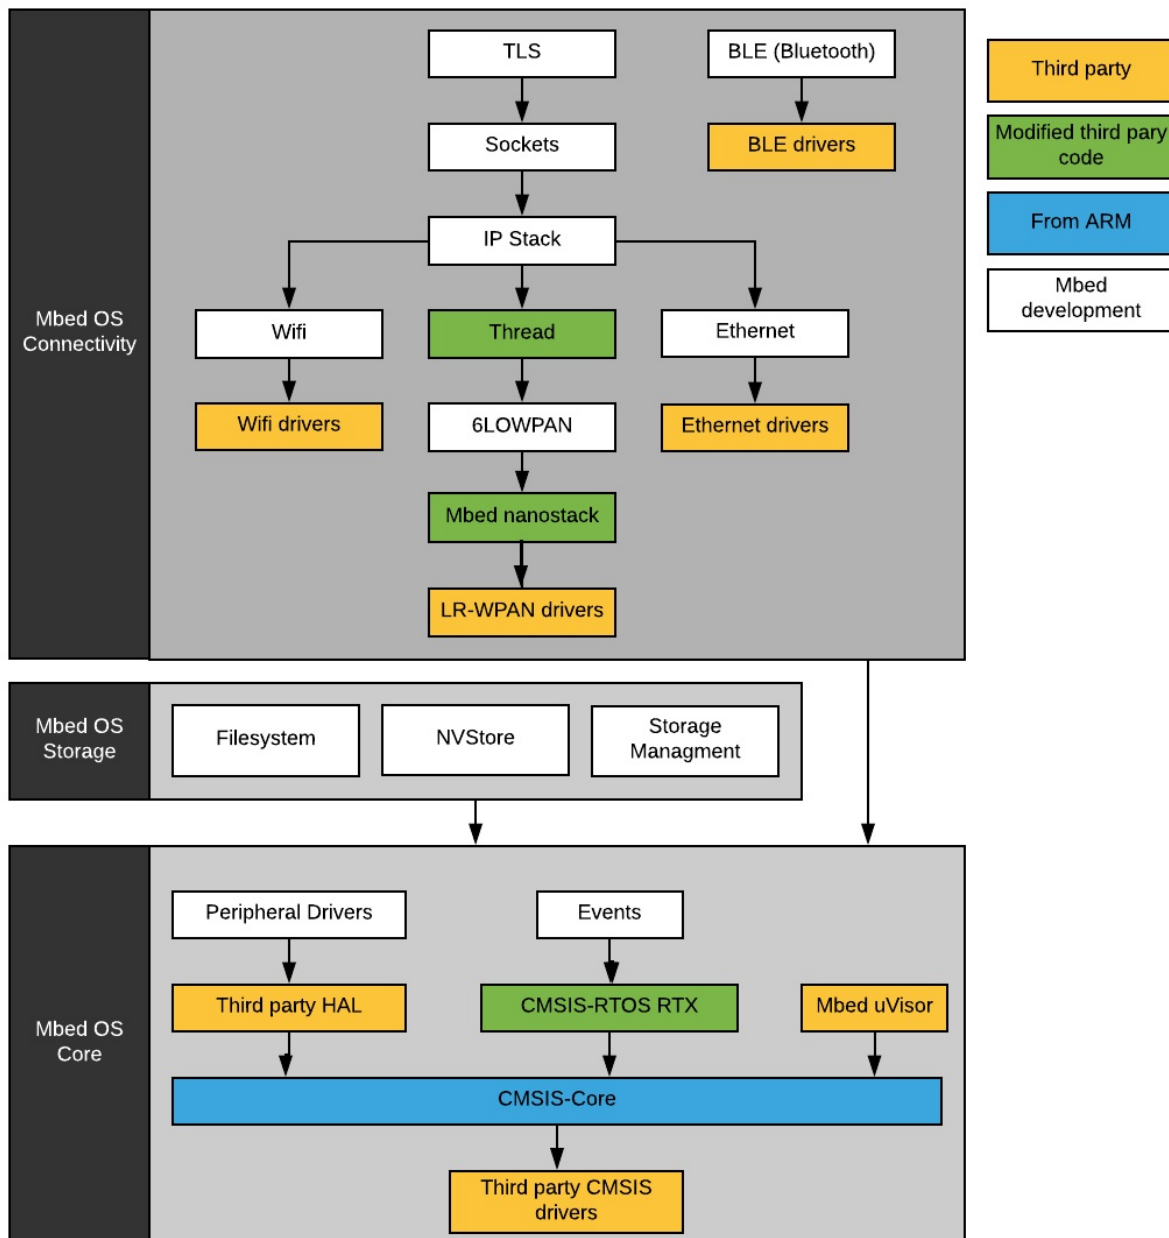 TLS
BLE (Bluetooth)
Third party
Sockets
BLE drivers
Modified third pary
code
IP Stack
From ARM
Mbed
development
Mbed OS
Connectivity
Wifi
Thread
Ethernet
Wifi drivers
6LOWPAN
Ethernet drivers
Mbed nanostack
LR-WPAN drivers
Mbed OS
Storage
Filesystem
NVStore
Storage
Managment
Mbed OS
Core
Peripheral Drivers
Events
Third party HAL
CMSIS-RTOS RTX
Mbed uVisor
CMSIS-Core
Third party CMSIS
drivers